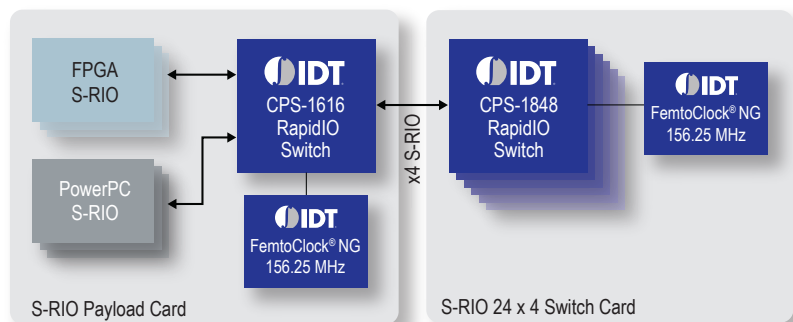 FPGA
S-RIO
PowerPC
S-RIO
IDT
CPS-1616
RapidIO
Switch
IDT
FemtoClock® NG
156.25 MHz
S-RIO Payload Card
x4 S-RIO
IDT
CPS-1848
RapidIO
Switch
IDT
FemtoClock® NG
156.25 MHz
S-RIO 24 x 4 Switch Card